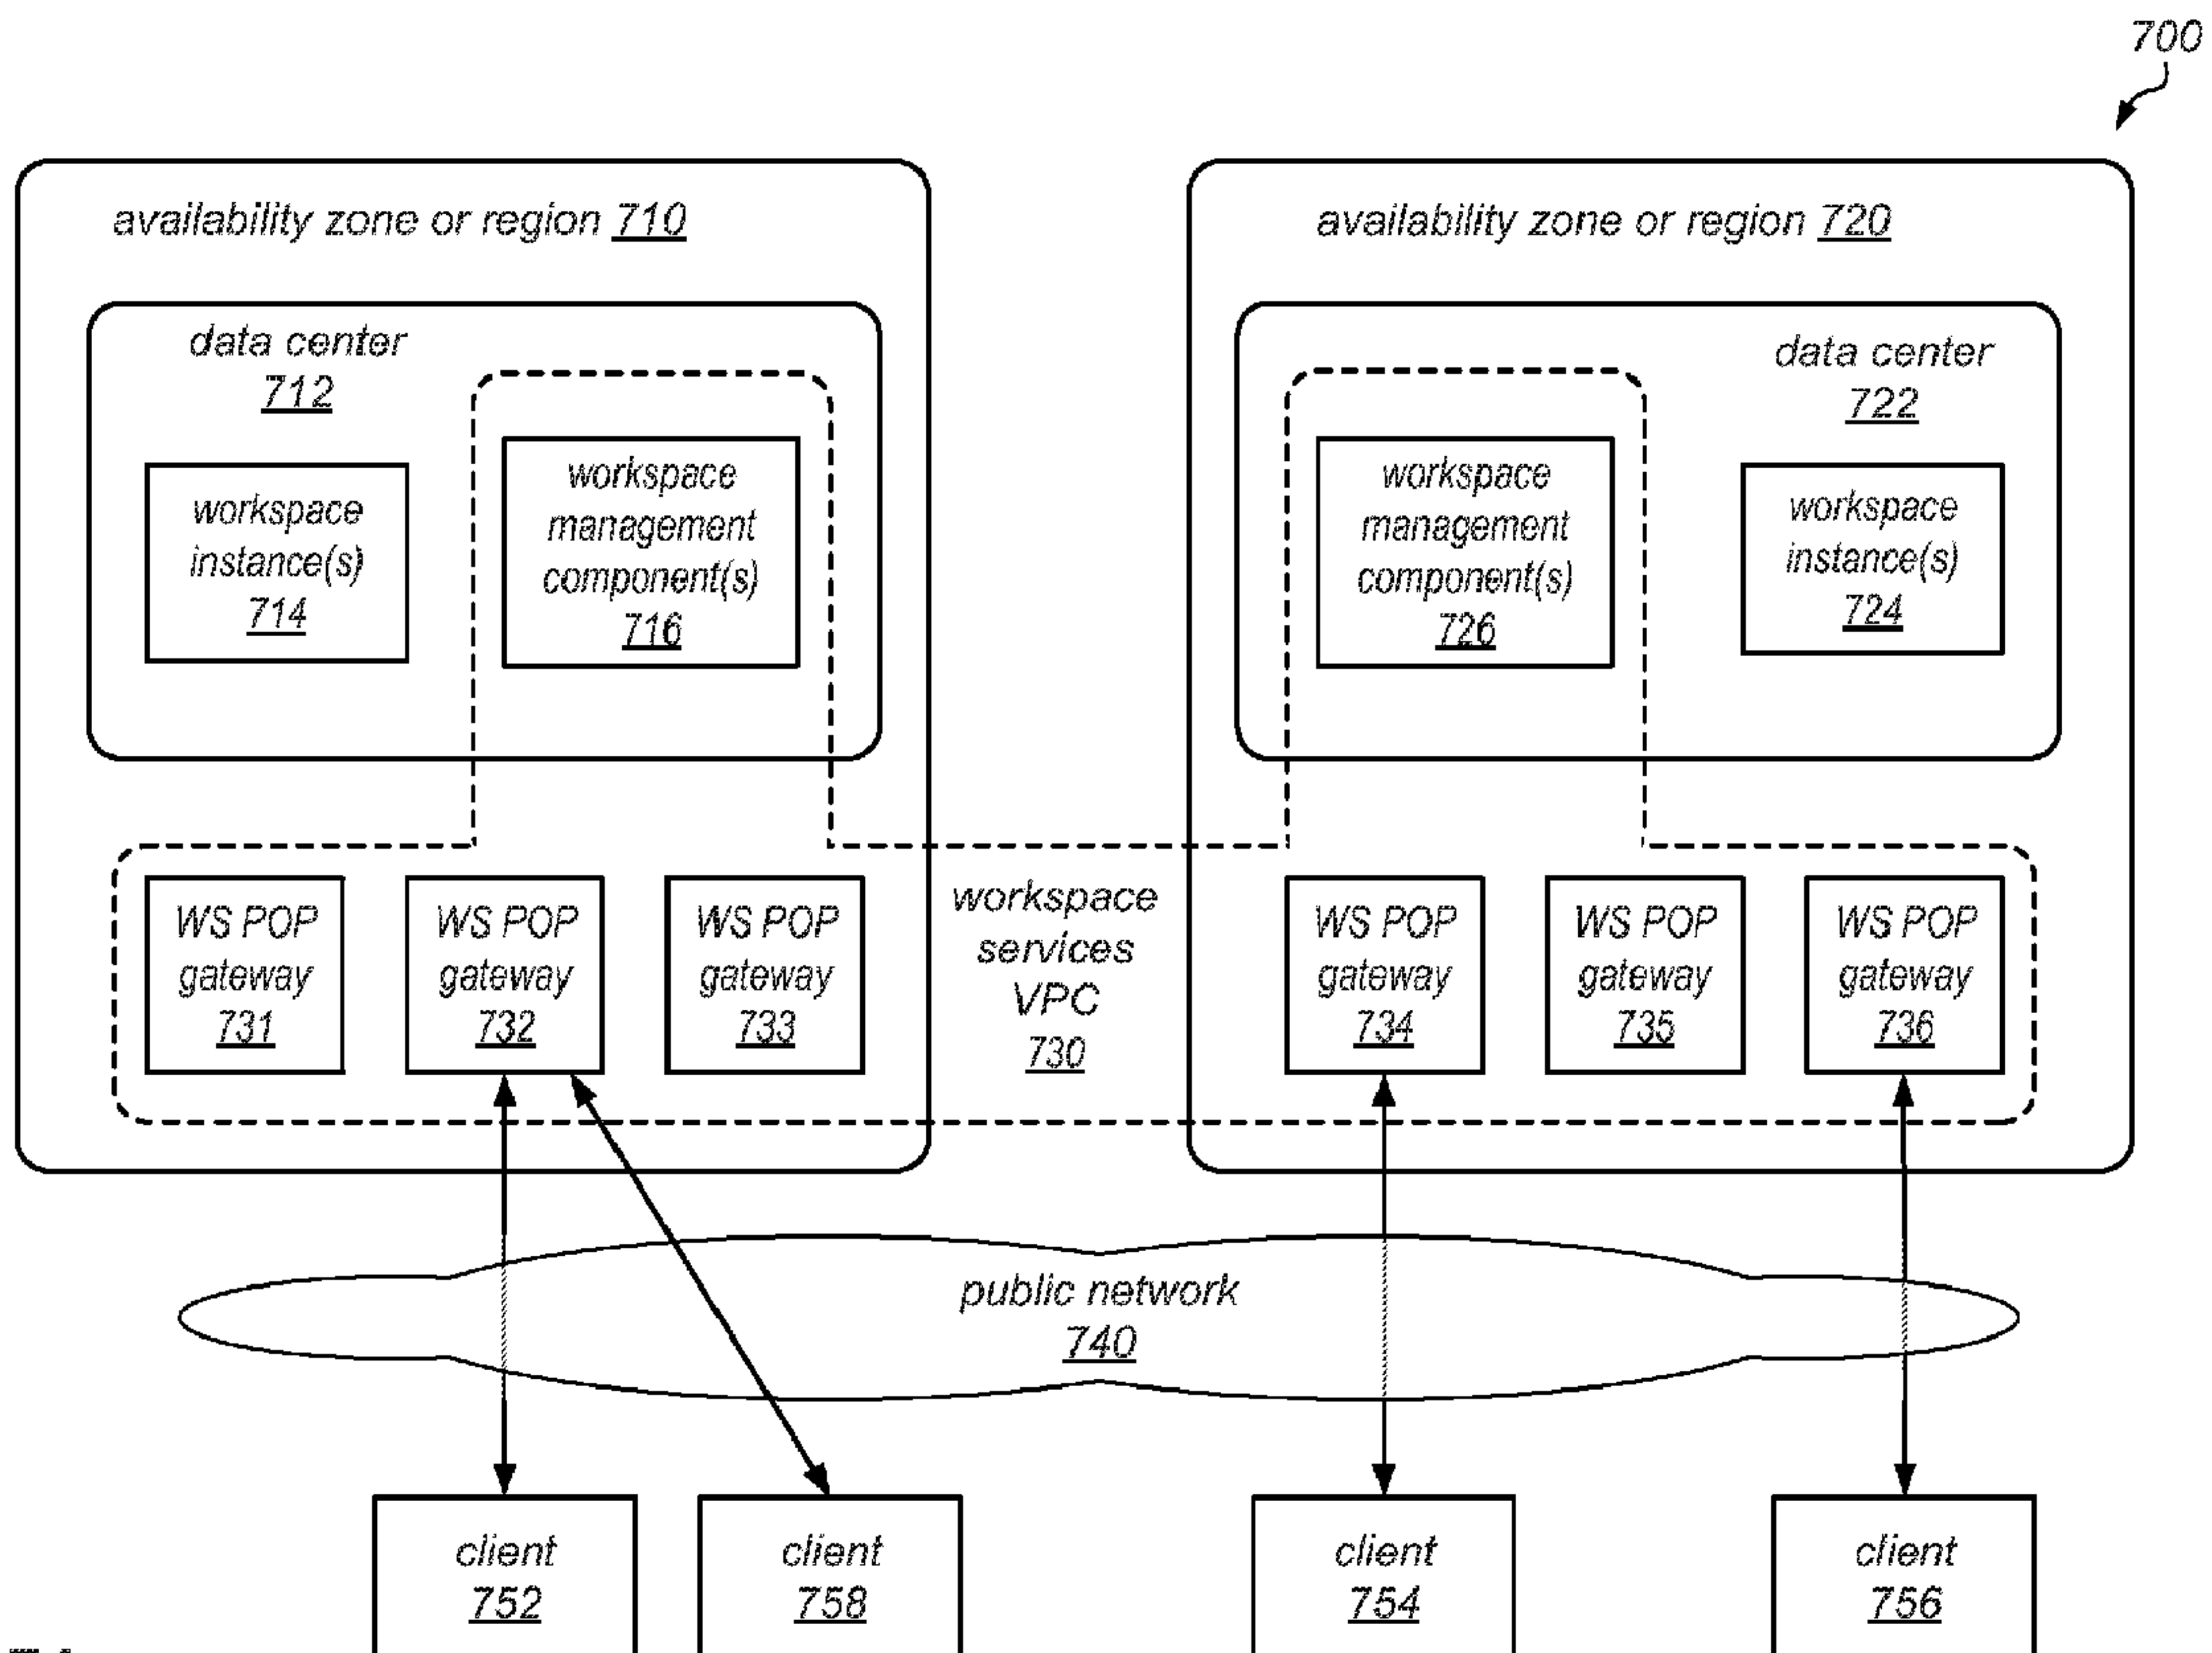 700
availability zone or region 710
availability zone or region 720
data center
712
workspace
instance(s)
714
workspace
management
component(s)
716
workspace
management
component(s)
726
data center
722
workspace
instance(s)
724
WS POP
gateway
731
WS POP
gateway
732
WS POP
gateway
733
workspace
services
VPC
730
WS POP
gateway
734
WS POP
gateway
735
WS POP
gateway
736
public network
740
client
752
client
758
client
754
client
756